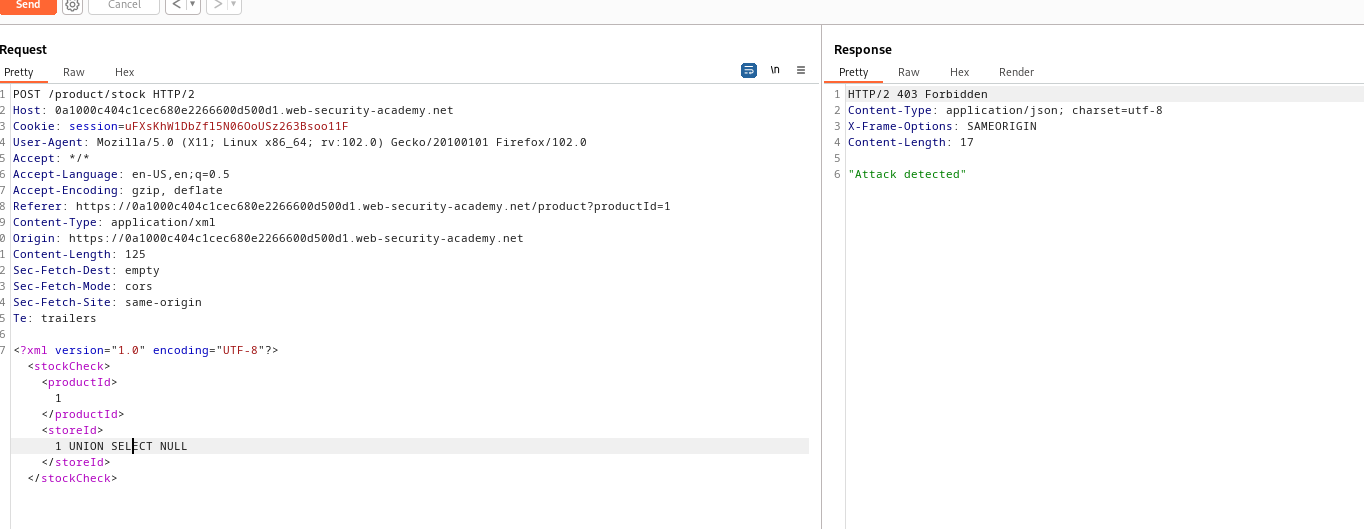 Send Cancel < ▼ > ▼
Request
Pretty Raw Hex
\n
1 POST /product/stock HTTP/2
2 Host: 0a1000c404c1cec680e2266600d500d1.web-security-academy.net
3 Cookie: session=uFXsKhW1DbZfl5N06OoUSz263Bsoo11F
4 User-Agent: Mozilla/5.0 (X11; Linux x86_64; rv:102.0) Gecko/20100101 Firefox/102.0
5 Accept: */*
6 Accept-Language: en-US,en;q=0.5
7 Accept-Encoding: gzip, deflate
8 Referer: https://0a1000c404c1cec680e2266600d500d1.web-security-academy.net/product?productId=1
9 Content-Type: application/xml
0 Origin: https://0a1000c404c1cec680e2266600d500d1.web-security-academy.net
1 Content-Length: 125
2 Sec-Fetch-Dest: empty
3 Sec-Fetch-Mode: cors
4 Sec-Fetch-Site: same-origin
5 Te: trailers
6
7 <?xml version="1.0" encoding="UTF-8"?>
<stockCheck>
<productId>
1
</productId>
<storeId>
1 UNION SELECT NULL
</storeId>
</stockCheck>
Response
Pretty Raw Hex Render
1 HTTP/2 403 Forbidden
2 Content-Type: application/json; charset=utf-8
3 X-Frame-Options: SAMEORIGIN
4 Content-Length: 17
5
6 "Attack detected"